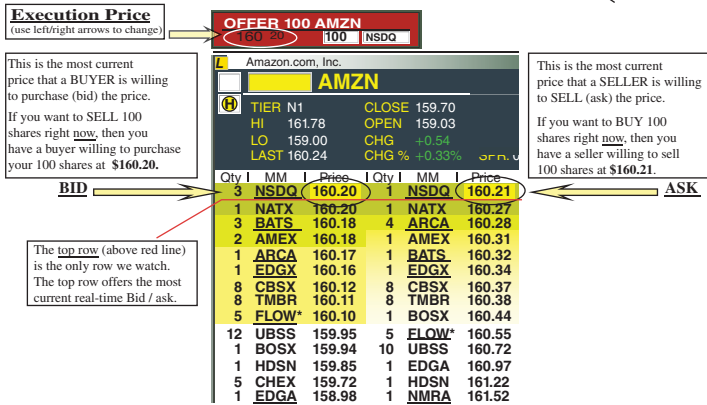 Execution Price
(use left/right arrows to change)
OFFER 100 AMZN
160 20 100 NSDQ
This is the most current
price that a BUYER is willing
to purchase (bid) the price.
If you want to SELL 100
shares right now, then you
have a buyer willing to purchase
your 100 shares at $160.20.
BID
The top row (above red line)
is the only row we watch.
The top row offers the most
current real-time Bid / ask.
L Amazon.com, Inc.
AMZN
H TIER N1 CLOSE 159.70
HI 161.78 OPEN 159.03
LO 159.00 CHG +0.54
LAST 160.24 CHG % +0.33%
Qty MM Price Qty MM Price
3 NSDQ 160.20 1 NSDQ 160.21
1 NATX 160.20 1 NATX 160.27
3 BATS 160.18 4 ARCA 160.28
2 AMEX 160.18 1 AMEX 160.31
1 ARCA 160.17 1 BATS 160.32
1 EDGX 160.16 1 EDGX 160.34
8 CBSX 160.12 8 CBSX 160.37
8 TMBR 160.11 8 TMBR 160.38
5 FLOW* 160.10 1 BOSX 160.44
12 UBSS 159.95 5 FLOW* 160.55
1 BOSX 159.94 10 UBSS 160.72
1 HDSN 159.85 1 EDGA 160.97
5 CHEX 159.72 1 HDSN 161.22
1 EDGA 158.98 1 NMRA 161.52
This is the most current
price that a SELLER is willing
to SELL (ask) the price.
If you want to BUY 100
shares right now, then you
have a seller willing to sell
100 shares at $160.21.
ASK